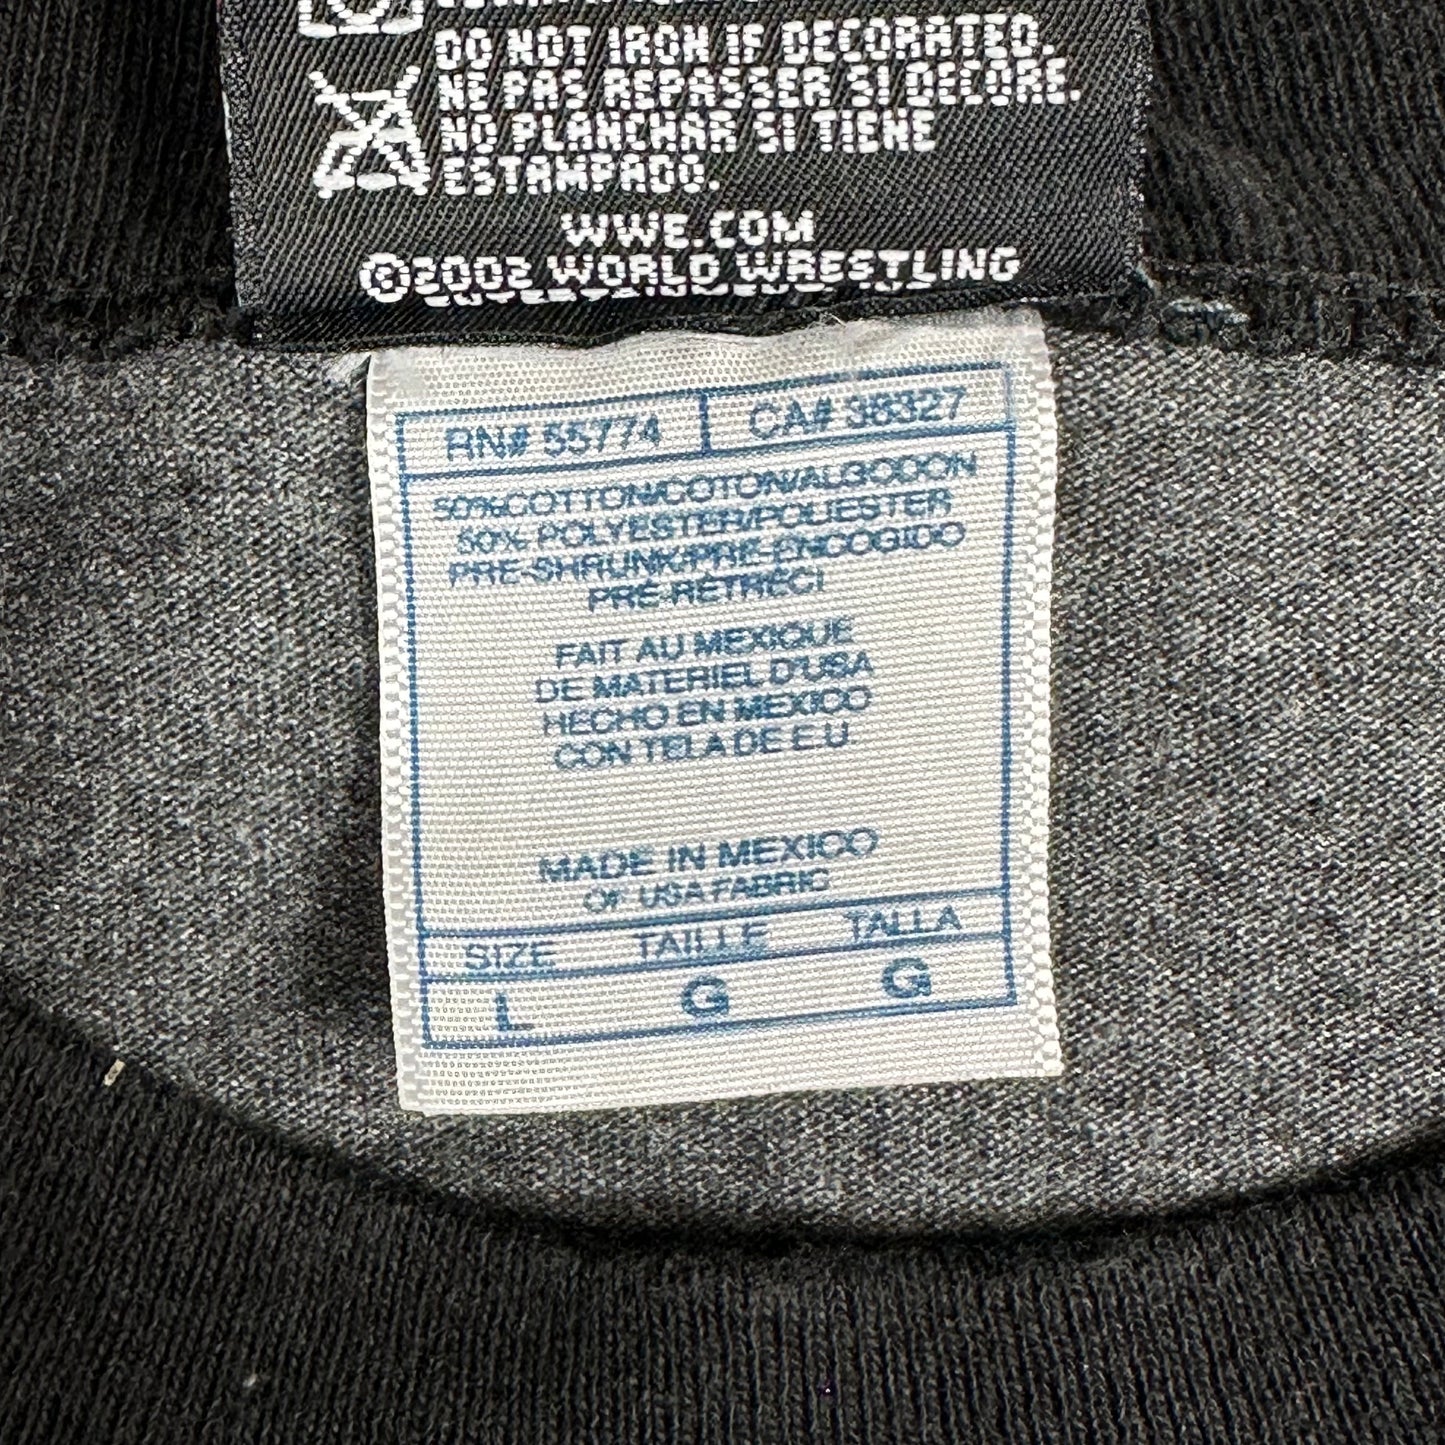 DO NOT IRON IF DECORATED.
NE PAS REPASSER SI DECORE.
NO PLANCHAR SI TIENE
ESTAMPADO.
WWE.COM
©2002 WORLD WRESTLING
RN# 55774 CA# 38327
50%COTTON/COTON/ALGODON
50% POLYESTER/POLIESTER
PRE-SHRUNK/PRE-ENCOGIDO
PRÉ-RÉTRÉCI
FAIT AU MEXIQUE
DE MATERIEL D'USA
HECHO EN MEXICO
CON TELA DE E.U.
MADE IN MEXICO
OF USA FABRIC
SIZE TAILLE TALLA
L G G